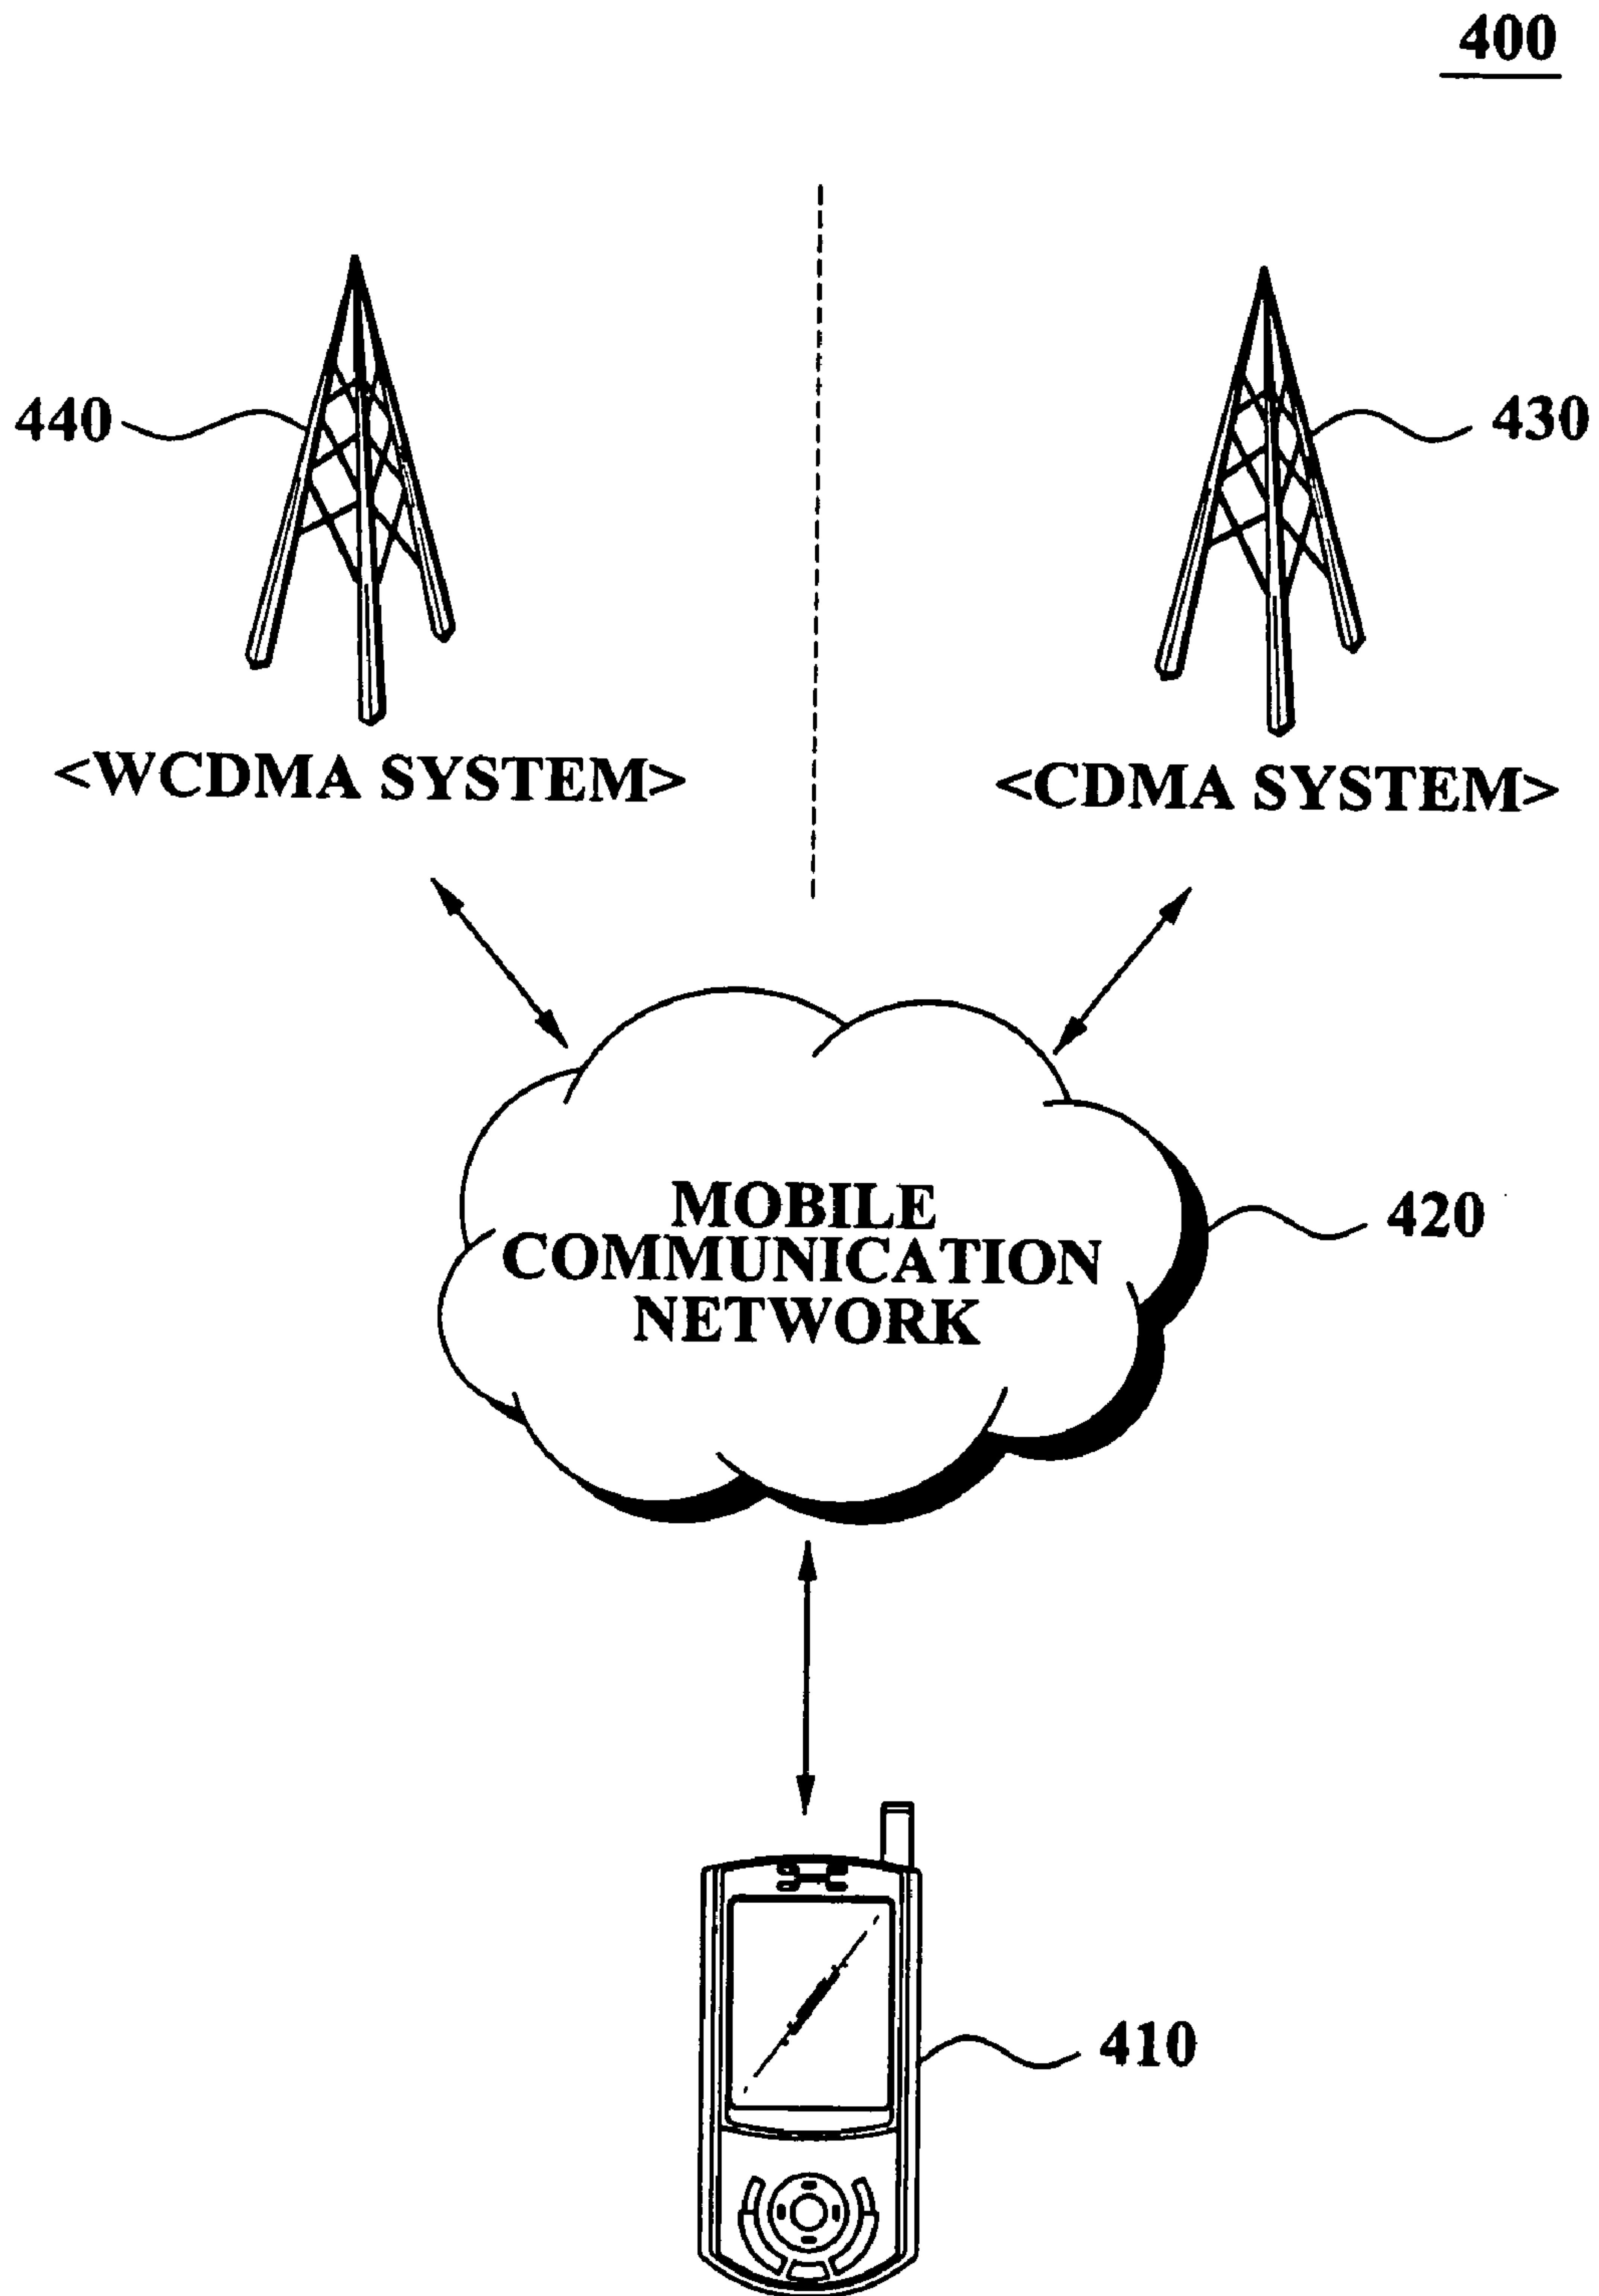 400
440
430
<WCDMA SYSTEM>
<CDMA SYSTEM>
MOBILE
COMMUNICATION
NETWORK
420
410